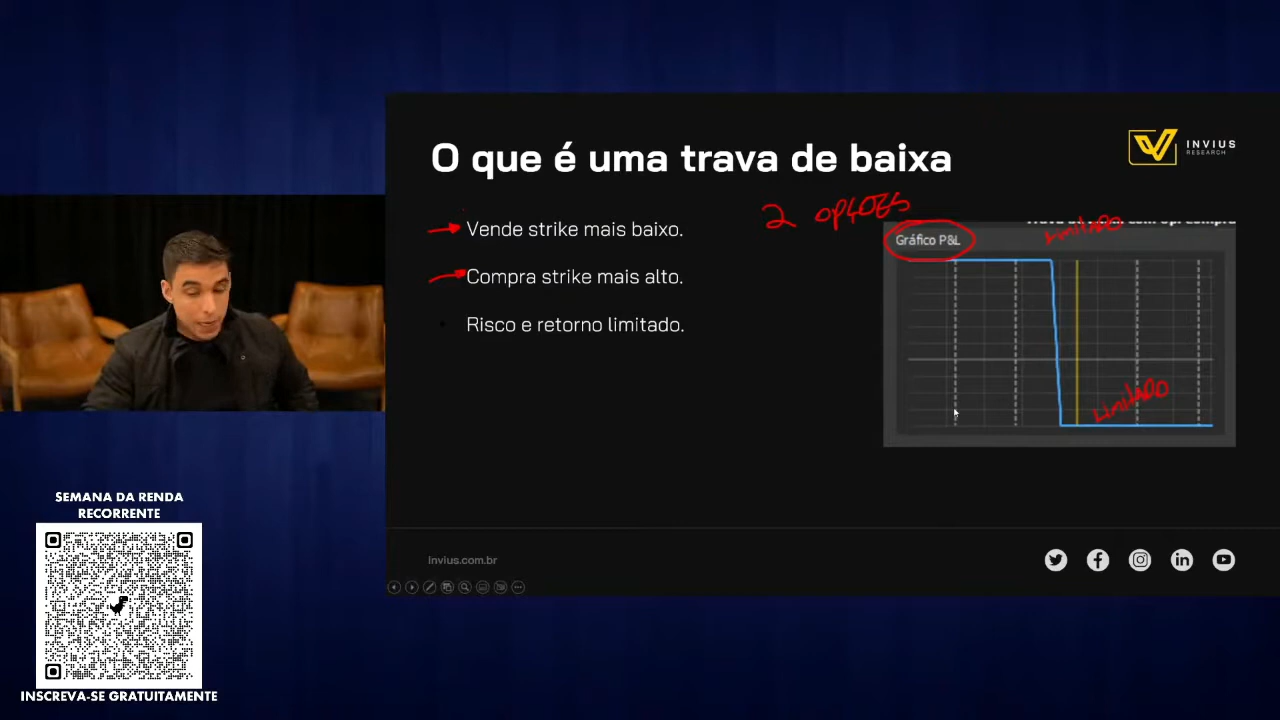 O que é uma trava de baixa
INVIUS
RESEARCH
2 opções
Vende strike mais baixo.
Compra strike mais alto.
Risco e retorno limitado.
Limitado
Gráfico P&L
Limitado
SEMANA DA RENDA
RECORRENTE
INSCREVA-SE GRATUITAMENTE
Invius.com.br